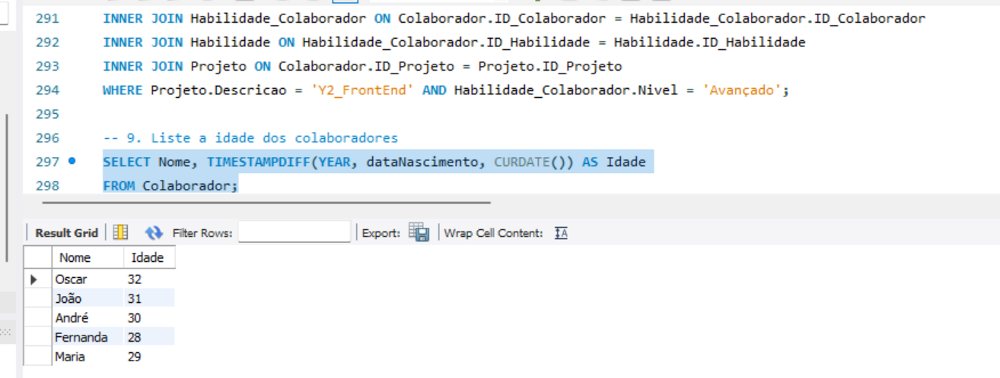 291 INNER JOIN Habilidade_Colaborador ON Colaborador.ID_Colaborador = Habilidade_Colaborador.ID_Colaborador
292 INNER JOIN Habilidade ON Habilidade_Colaborador.ID_Habilidade = Habilidade.ID_Habilidade
293 INNER JOIN Projeto ON Colaborador.ID_Projeto = Projeto.ID_Projeto
294 WHERE Projeto.Descricao = 'Y2_FrontEnd' AND Habilidade_Colaborador.Nivel = 'Avançado';
295
296 -- 9. Liste a idade dos colaboradores
297 SELECT Nome, TIMESTAMPDIFF(YEAR, dataNascimento, CURDATE()) AS Idade
298 FROM Colaborador;
Result Grid Filter Rows: Export: Wrap Cell Content: IA
Nome Idade
Oscar 32
João 31
André 30
Fernanda 28
Maria 29